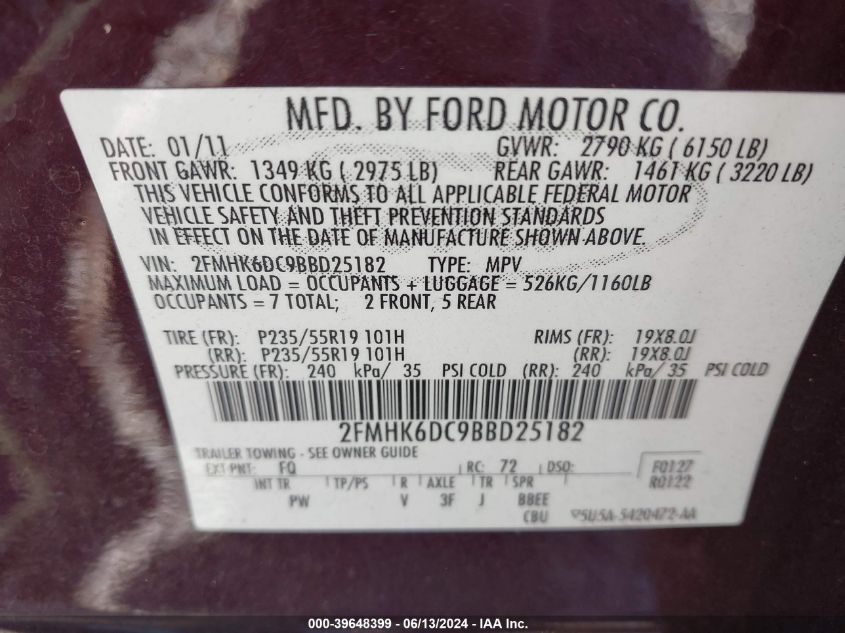 MFD. BY FORD MOTOR CO.
DATE: 01/11 GVWR: 2790 KG ( 6150 LB)
FRONT GAWR: 1349 KG ( 2975 LB) REAR GAWR: 1461 KG ( 3220 LB)
THIS VEHICLE CONFORMS TO ALL APPLICABLE FEDERAL MOTOR
VEHICLE SAFETY AND THEFT PREVENTION STANDARDS
IN EFFECT ON THE DATE OF MANUFACTURE SHOWN ABOVE.
VIN: 2FMHK6DC9BBD25182 TYPE: MPV
MAXIMUM LOAD = OCCUPANTS + LUGGAGE = 526KG/1160LB
OCCUPANTS = 7 TOTAL; 2 FRONT, 5 REAR
TIRE (FR): P235/55R19 101H RIMS (FR): 19X8.0J
(RR): P235/55R19 101H (RR): 19X8.0J
PRESSURE (FR): 240 kPa/ 35 PSI COLD (RR): 240 kPa/ 35 PSI COLD
2FMHK6DC9BBD25182
TRAILER TOWING - SEE OWNER GUIDE
EXT PNT: FQ RC: 72 DSO: F0127
INT TR TP/PS R AXLE TR SPR R0122
PW V 3F J BBEE
CBU 5U5A-5420472-AA
000-39648399 - 06/13/2024 - IAA Inc.